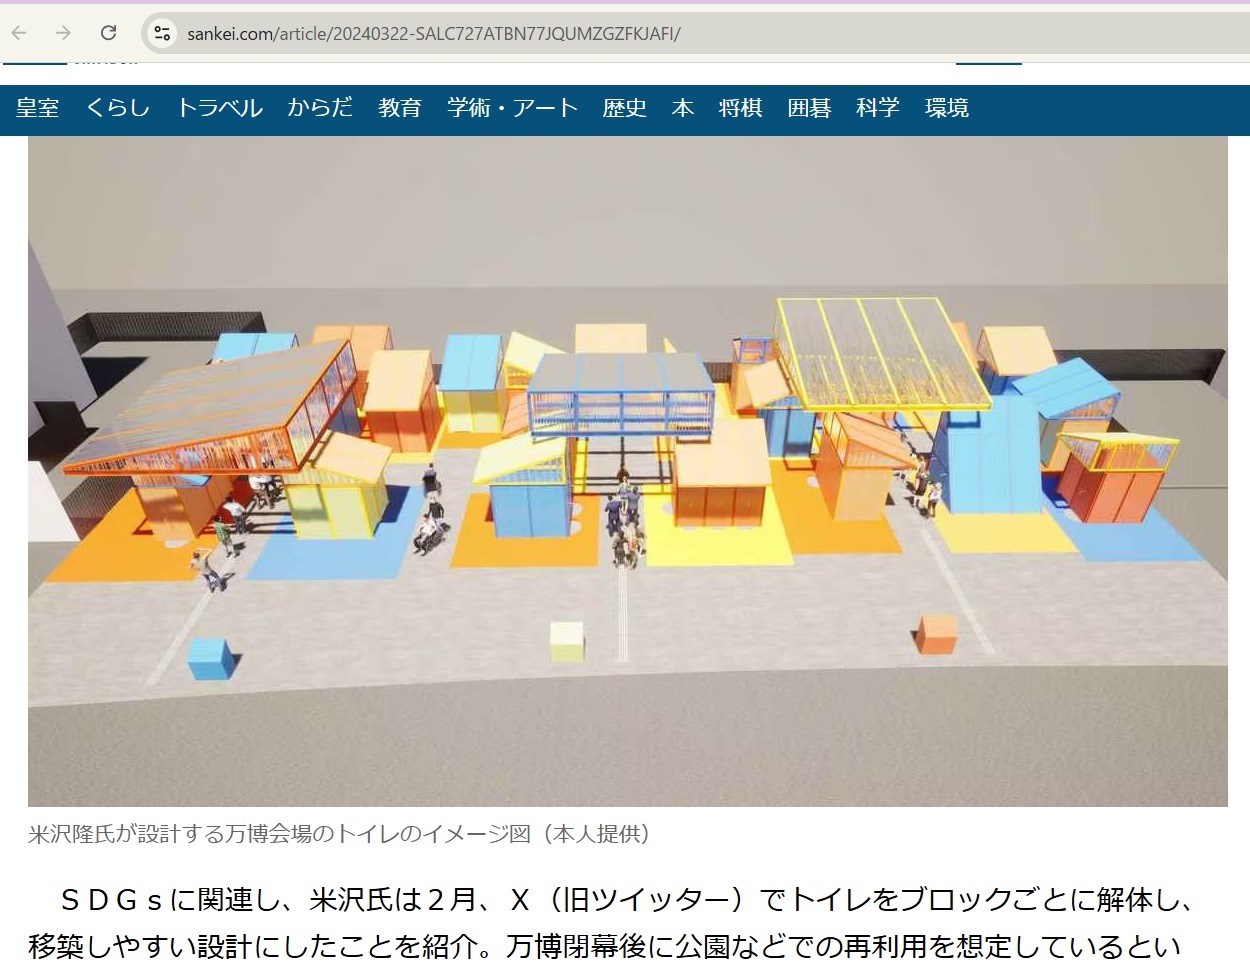 sankei.com/article/20240322-SALC727ATBN77JQUMZGZFKJAFI/
皇室 くらし トラベル からだ 教育 学術・アート 歴史 本 将棋 囲碁 科学 環境
米沢隆氏が設計する万博会場のトイレのイメージ図（本人提供）
ＳＤＧｓに関連し、米沢氏は２月、Ｘ（旧ツイッター）でトイレをブロックごとに解体し、
移築しやすい設計にしたことを紹介。万博閉幕後に公園などでの再利用を想定しているとい